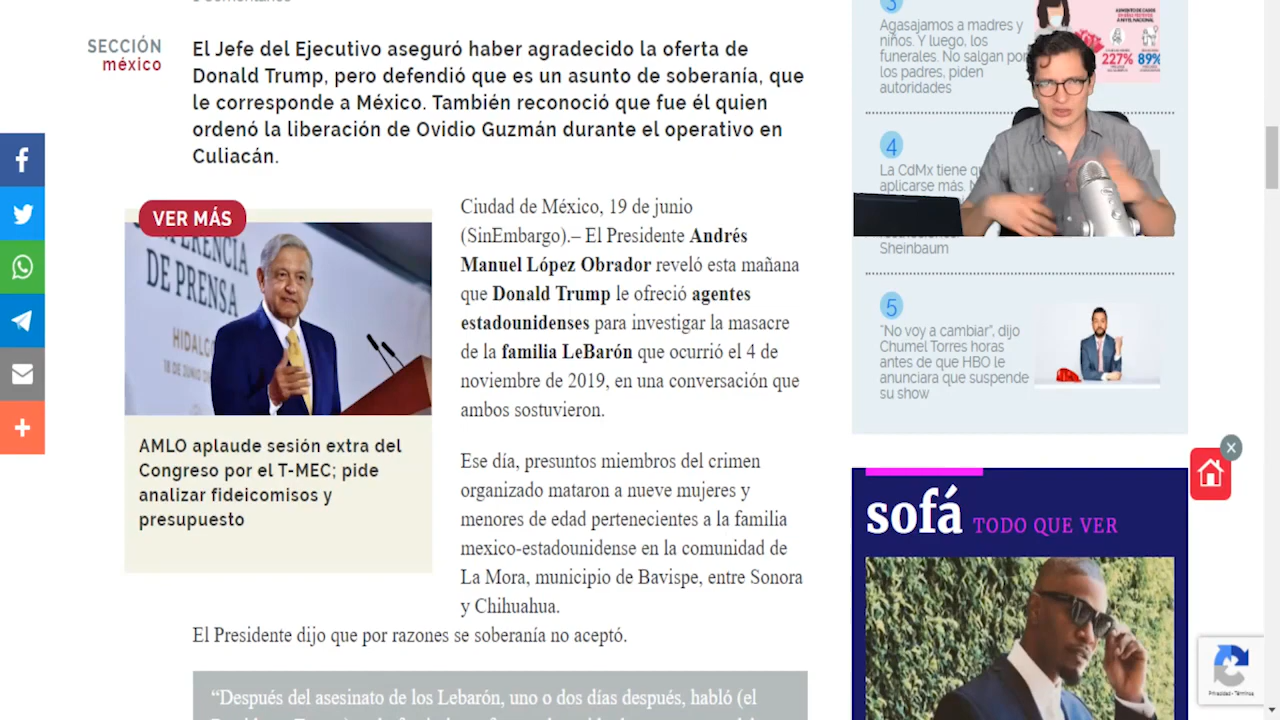 SECCIÓN
méxico
El Jefe del Ejecutivo aseguró haber agradecido la oferta de
Donald Trump, pero defendió que es un asunto de soberanía, que
le corresponde a México. También reconoció que fue él quien
ordenó la liberación de Ovidio Guzmán durante el operativo en
Culiacán.
VER MÁS
CONFERENCIA
DE PRENSA
HIDALGO
18 DE JUNIO DE
AMLO aplaude sesión extra del
Congreso por el T-MEC; pide
analizar fideicomisos y
presupuesto
Ciudad de México, 19 de junio
(SinEmbargo).– El Presidente Andrés
Manuel López Obrador reveló esta mañana
que Donald Trump le ofreció agentes
estadounidenses para investigar la masacre
de la familia LeBarón que ocurrió el 4 de
noviembre de 2019, en una conversación que
ambos sostuvieron.
Ese día, presuntos miembros del crimen
organizado mataron a nueve mujeres y
menores de edad pertenecientes a la familia
mexico-estadounidense en la comunidad de
La Mora, municipio de Bavispe, entre Sonora
y Chihuahua.
El Presidente dijo que por razones se soberanía no aceptó.
“Después del asesinato de los Lebarón, uno o dos días después, habló (el
3
Agasajamos a madres y
niños. Y luego, los
funerales. No salgan por
los padres, piden
autoridades
227%
89%
4
La CdMx tiene
aplicarse más.
Sheinbaum
5
“No voy a cambiar”, dijo
Chumel Torres horas
antes de que HBO le
anunciara que suspende
su show
sofá TODO QUE VER
Privacidad - Términos